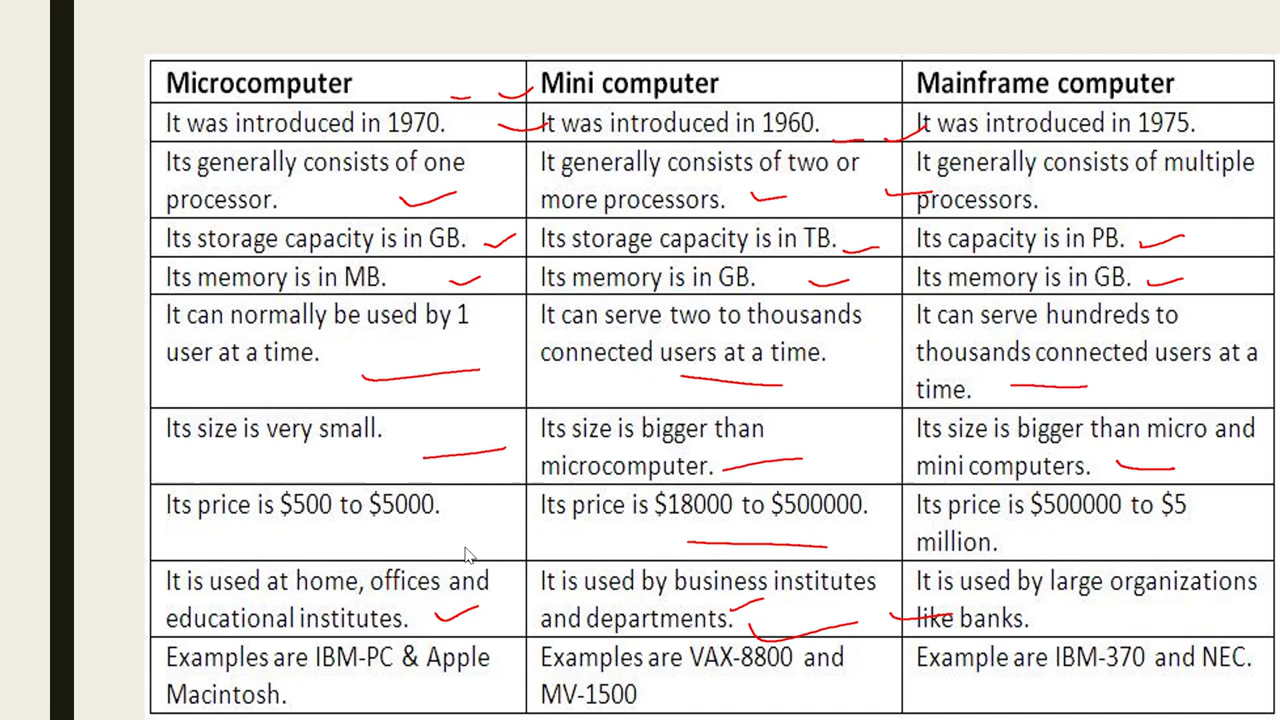 Microcomputer
Mini computer
Mainframe computer
It was introduced in 1970.
It was introduced in 1960.
It was introduced in 1975.
Its generally consists of one
processor.
It generally consists of two or
more processors.
It generally consists of multiple
processors.
Its storage capacity is in GB.
Its storage capacity is in TB.
Its capacity is in PB.
Its memory is in MB.
Its memory is in GB.
Its memory is in GB.
It can normally be used by 1
user at a time.
It can serve two to thousands
connected users at a time.
It can serve hundreds to
thousands connected users at a
time.
Its size is very small.
Its size is bigger than
microcomputer.
Its size is bigger than micro and
mini computers.
Its price is $500 to $5000.
Its price is $18000 to $500000.
Its price is $500000 to $5
million.
It is used at home, offices and
educational institutes.
It is used by business institutes
and departments.
It is used by large organizations
like banks.
Examples are IBM-PC & Apple
Macintosh.
Examples are VAX-8800 and
MV-1500
Example are IBM-370 and NEC.